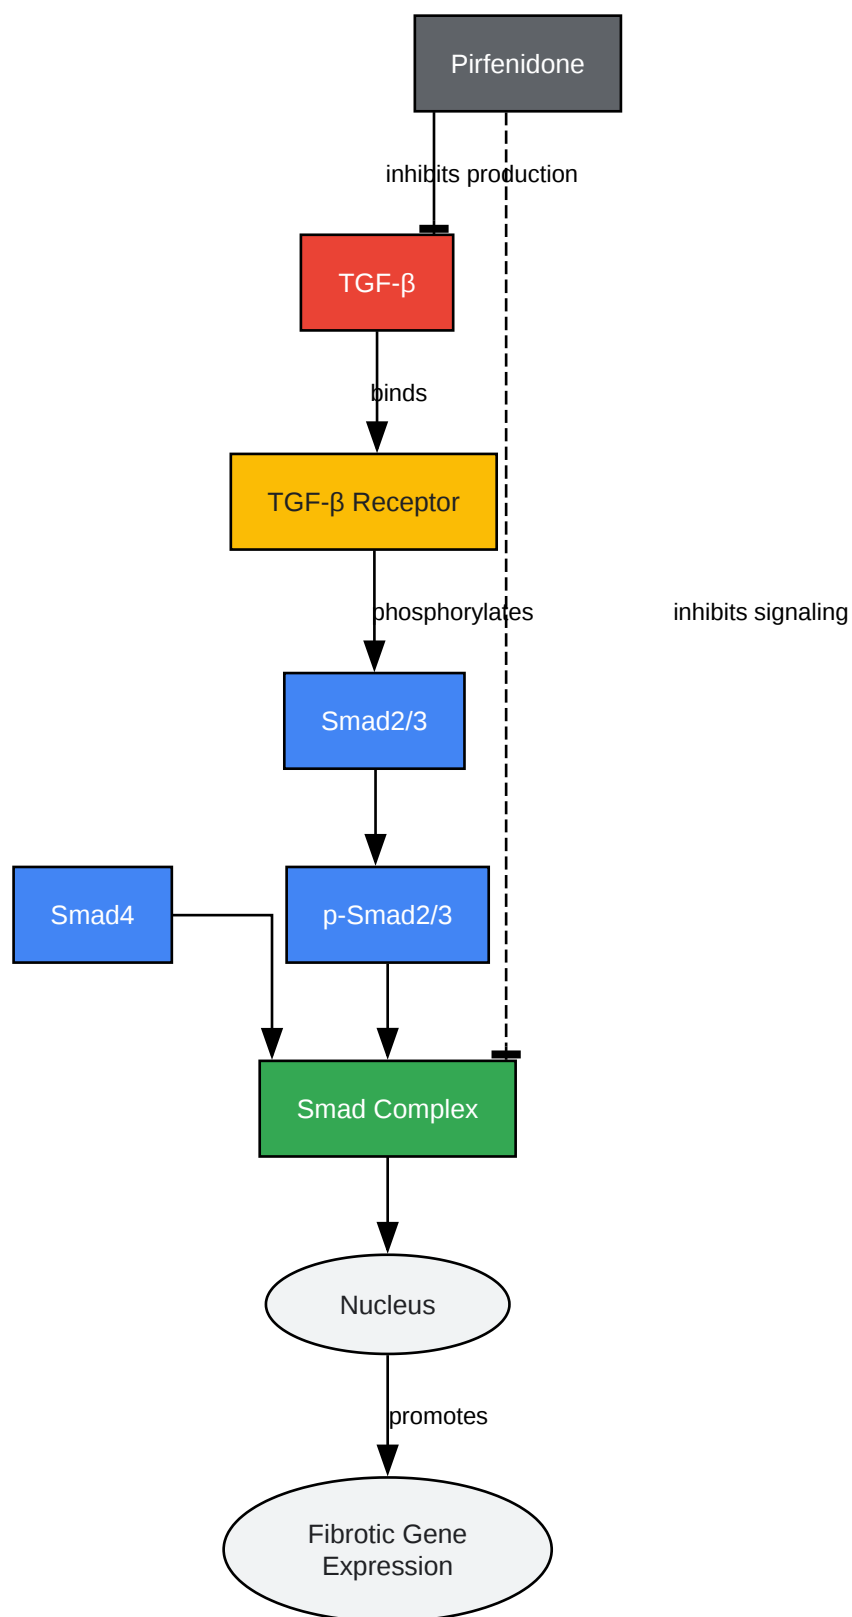 Pirfenidone
inhibits production
TGF-β
binds
TGF-β Receptor
phosphorylates
inhibits signaling
Smad2/3
Smad4
p-Smad2/3
Smad Complex
Nucleus
promotes
Fibrotic Gene
Expression